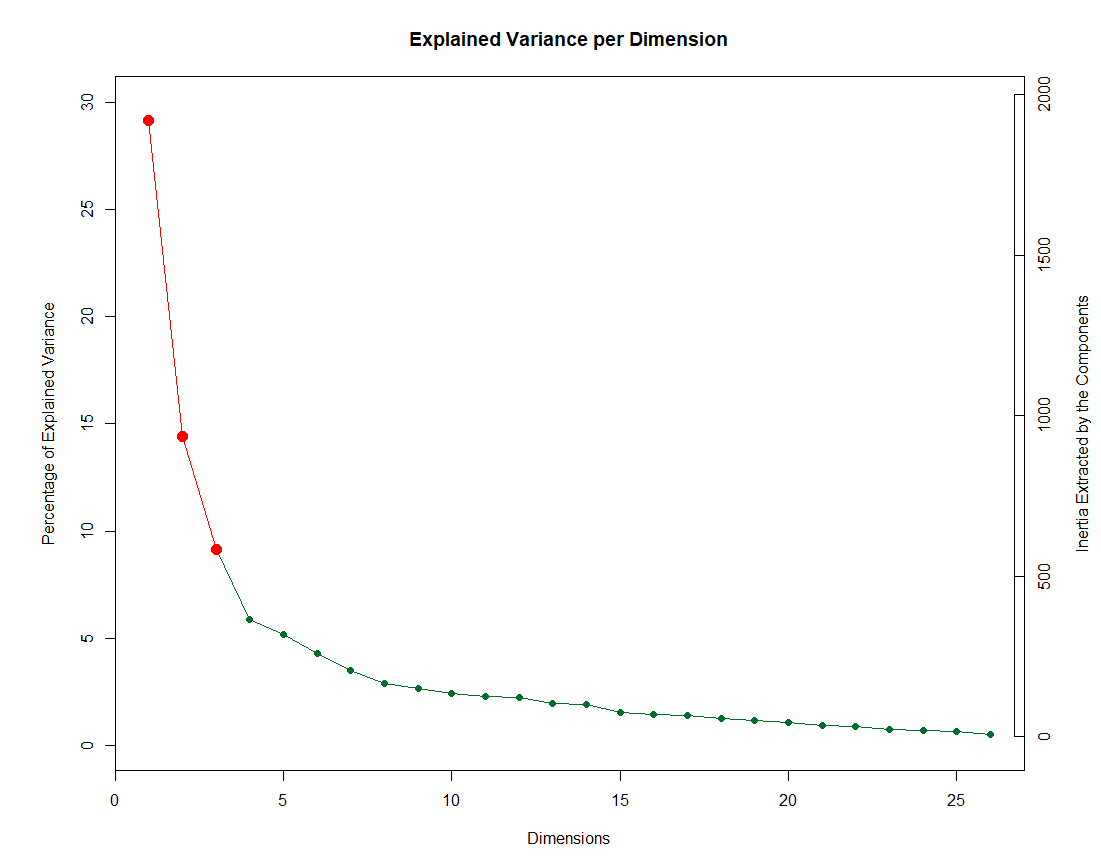 Explained Variance per Dimension
Percentage of Explained Variance
30
25
20
15
10
5
0
0 5 10 15 20 25
Dimensions
2000
1500
1000
500
0
Inertia Extracted by the Components